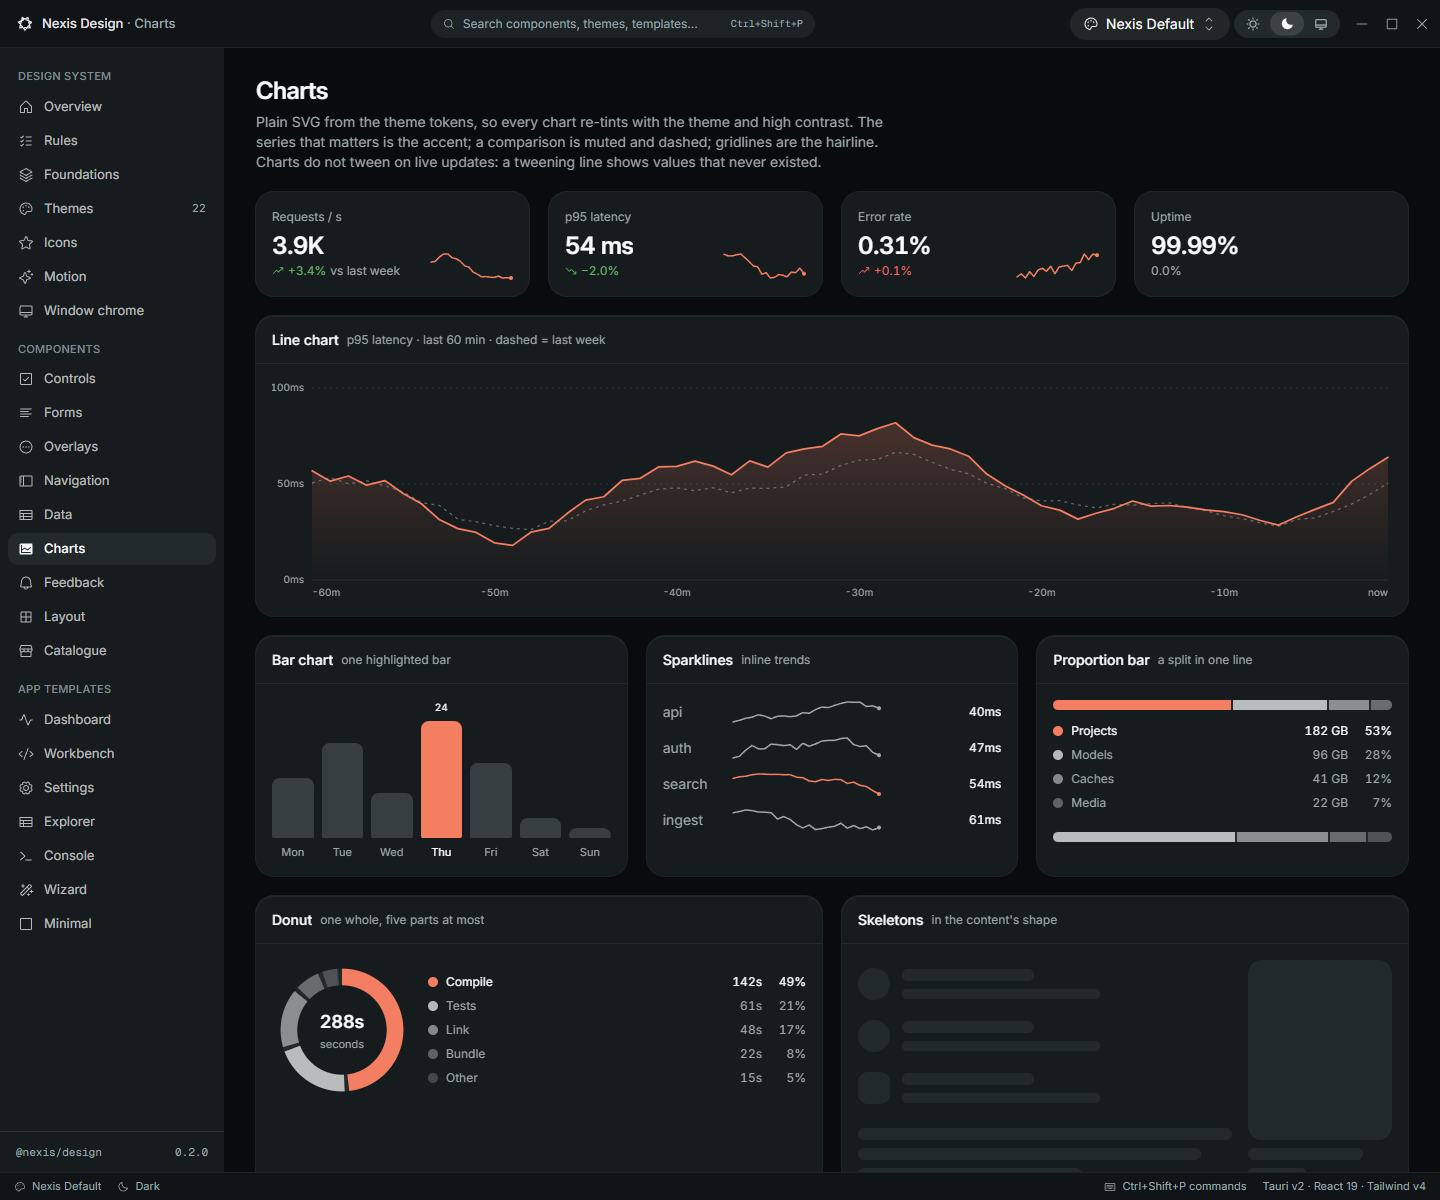 Nexis Design · Charts
Search components, themes, templates... Ctrl+Shift+P
Nexis Default
DESIGN SYSTEM
Overview
Rules
Foundations
Themes 22
Icons
Motion
Window chrome
COMPONENTS
Controls
Forms
Overlays
Navigation
Data
Charts
Feedback
Layout
Catalogue
APP TEMPLATES
Dashboard
Workbench
Settings
Explorer
Console
Wizard
Minimal
@nexis/design 0.2.0
Charts
Plain SVG from the theme tokens, so every chart re-tints with the theme and high contrast. The
series that matters is the accent; a comparison is muted and dashed; gridlines are the hairline.
Charts do not tween on live updates: a tweening line shows values that never existed.
Requests / s
3.9K
+3.4% vs last week
p95 latency
54 ms
−2.0%
Error rate
0.31%
+0.1%
Uptime
99.99%
0.0%
Line chart p95 latency · last 60 min · dashed = last week
100ms
50ms
0ms
-60m -50m -40m -30m -20m -10m now
Bar chart one highlighted bar
24
Mon Tue Wed Thu Fri Sat Sun
Sparklines inline trends
api 40ms
auth 47ms
search 54ms
ingest 61ms
Proportion bar a split in one line
Projects 182 GB 53%
Models 96 GB 28%
Caches 41 GB 12%
Media 22 GB 7%
Donut one whole, five parts at most
288s
seconds
Compile 142s 49%
Tests 61s 21%
Link 48s 17%
Bundle 22s 8%
Other 15s 5%
Skeletons in the content's shape
Nexis Default Dark
Ctrl+Shift+P commands Tauri v2 · React 19 · Tailwind v4